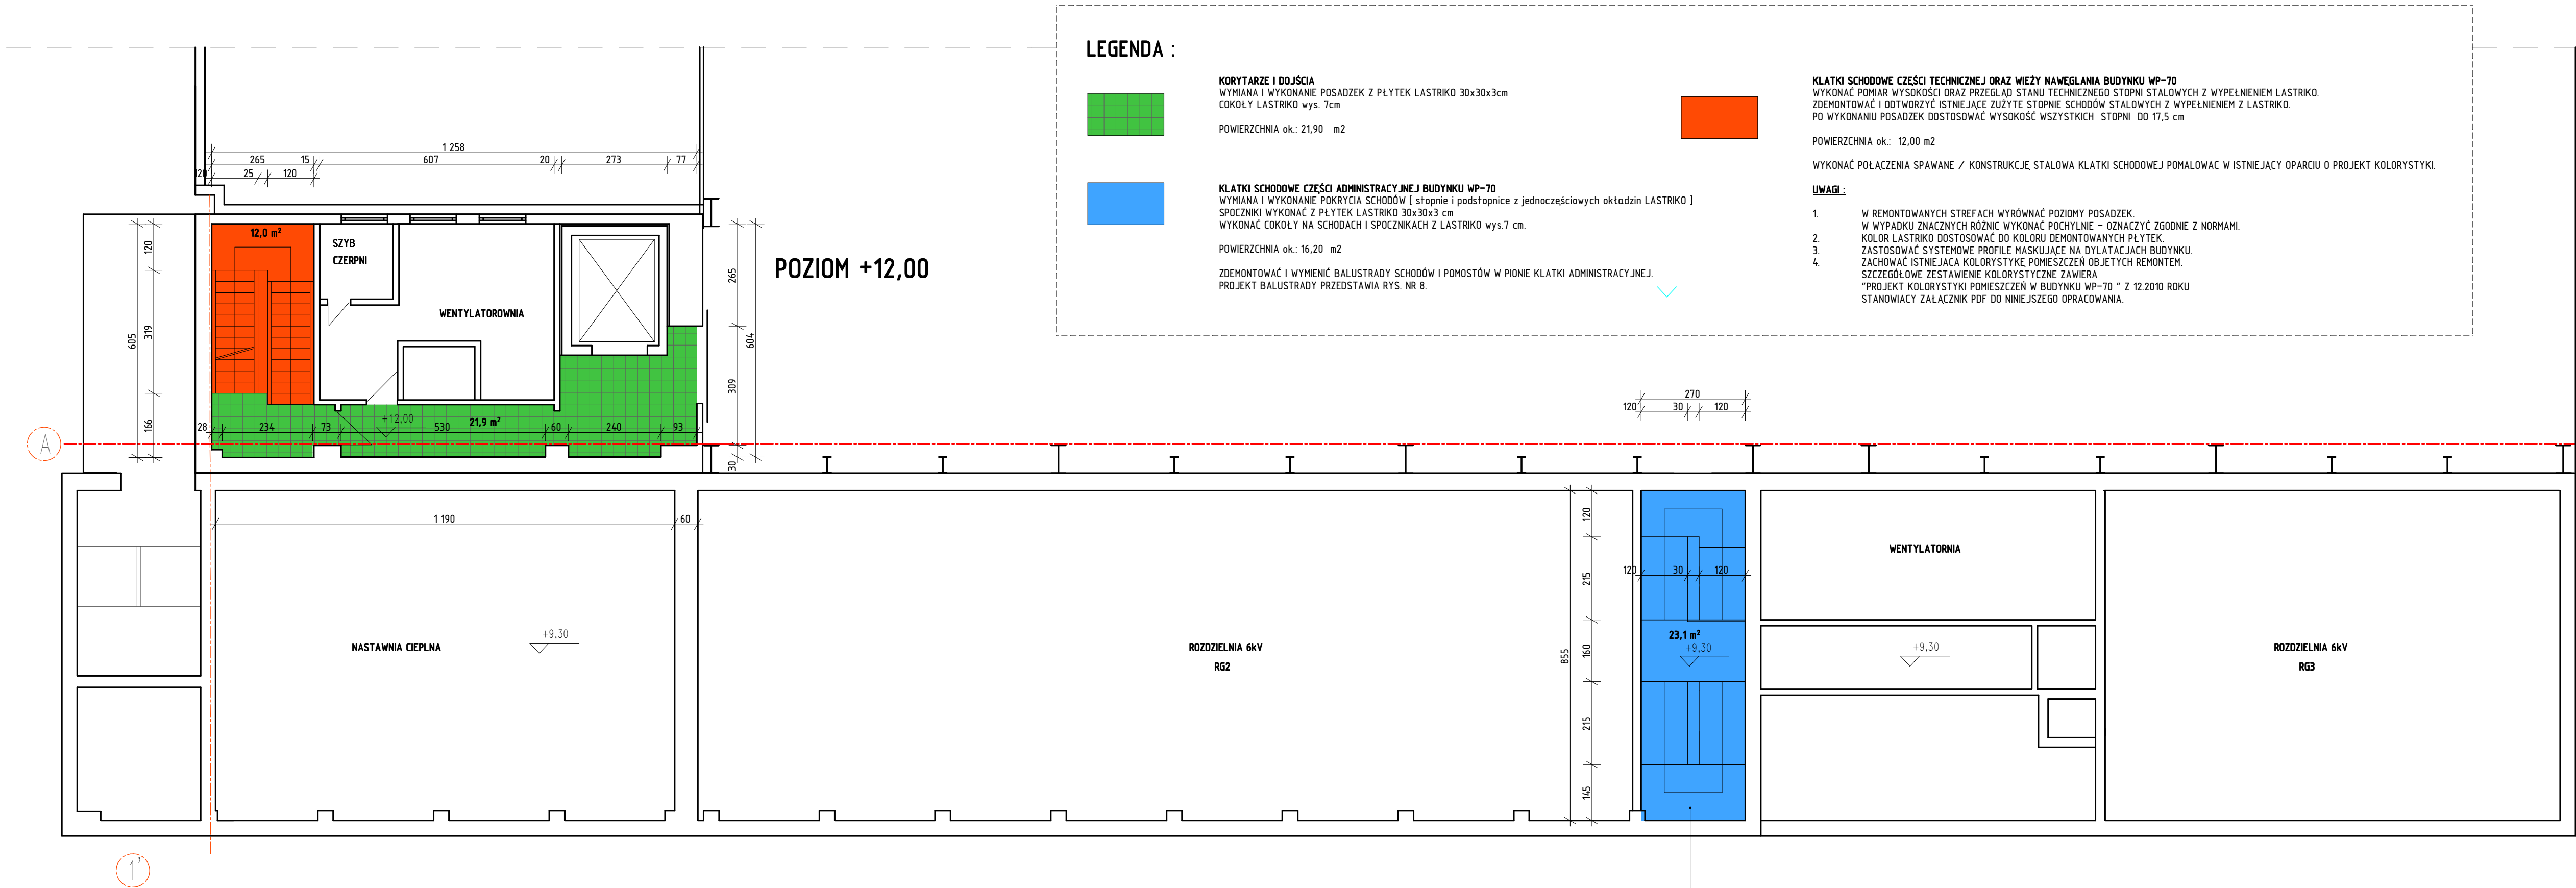 LEGENDA :
KORYTARZE I DOJŚCIA
WYMIANA I WYKONANIE POSADZEK Z PŁYTEK LASTRIKO 30x30x3cm
COKOŁY LASTRIKO wys. 7cm
POWIERZCHNIA ok.: 21,90 m2
KLATKI SCHODOWE CZĘŚCI ADMINISTRACYJNEJ BUDYNKU WP-70
WYMIANA I WYKONANIE POKRYCIA SCHODÓW [ stopnie i podstopnice z jednoczęściowych okładzin LASTRIKO ]
SPOCZNIKI WYKONAĆ Z PŁYTEK LASTRIKO 30x30x3 cm
WYKONAĆ COKOŁY NA SCHODACH I SPOCZNIKACH Z LASTRIKO wys.7 cm.
POWIERZCHNIA ok.: 16,20 m2
ZDEMONTOWAĆ I WYMIENIĆ BALUSTRADY SCHODÓW I POMOSTÓW W PIONIE KLATKI ADMINISTRACYJNEJ.
PROJEKT BALUSTRADY PRZEDSTAWIA RYS. NR 8.
KLATKI SCHODOWE CZĘŚCI TECHNICZNEJ ORAZ WIEŻY NAWĘGLANIA BUDYNKU WP-70
WYKONAĆ POMIAR WYSOKOŚCI ORAZ PRZEGLĄD STANU TECHNICZNEGO STOPNI STALOWYCH Z WYPEŁNIENIEM LASTRIKO.
ZDEMONTOWAĆ I ODTWORZYĆ ISTNIEJĄCE ZUŻYTE STOPNIE SCHODÓW STALOWYCH Z WYPEŁNIENIEM Z LASTRIKO.
PO WYKONANIU POSADZEK DOSTOSOWAĆ WYSOKOŚĆ WSZYSTKICH STOPNI DO 17,5 cm
POWIERZCHNIA ok.: 12,00 m2
WYKONAĆ POŁĄCZENIA SPAWANE / KONSTRUKCJĘ STALOWA KLATKI SCHODOWEJ POMALOWAC W ISTNIEJĄCY OPARCIU O PROJEKT KOLORYSTYKI.
UWAGI :
1. W REMONTOWANYCH STREFACH WYRÓWNAĆ POZIOMY POSADZEK.
W WYPADKU ZNACZNYCH RÓŻNIC WYKONAĆ POCHYLNIE - OZNACZYĆ ZGODNIE Z NORMAMI.
2. KOLOR LASTRIKO DOSTOSOWAĆ DO KOLORU DEMONTOWANYCH PŁYTEK.
3. ZASTOSOWAĆ SYSTEMOWE PROFILE MASKUJĄCE NA DYLATACJACH BUDYNKU.
4. ZACHOWAĆ ISTNIEJACA KOLORYSTYKĘ POMIESZCZEŃ OBJETYCH REMONTEM.
SZCZEGÓŁOWE ZESTAWIENIE KOLORYSTYCZNE ZAWIERA
"PROJEKT KOLORYSTYKI POMIESZCZEŃ W BUDYNKU WP-70 " Z 12.2010 ROKU
STANOWIACY ZAŁĄCZNIK PDF DO NINIEJSZEGO OPRACOWANIA.
1 258
265 15 607 20 273 77
120 25 120
12,0 m²
SZYB
CZERPNI
WENTYLATOROWNIA
POZIOM +12,00
120
319
166
605
265
309
30
604
+12,00
21,9 m²
28 234 73 530 60 240 93
A
270
120 30 120
1 190 60
NASTAWNIA CIEPLNA
+9,30
ROZDZIELNIA 6kV
RG2
120
215
160
215
145
855
120 30 120
23,1 m²
+9,30
WENTYLATORNIA
+9,30
ROZDZIELNIA 6kV
RG3
1'